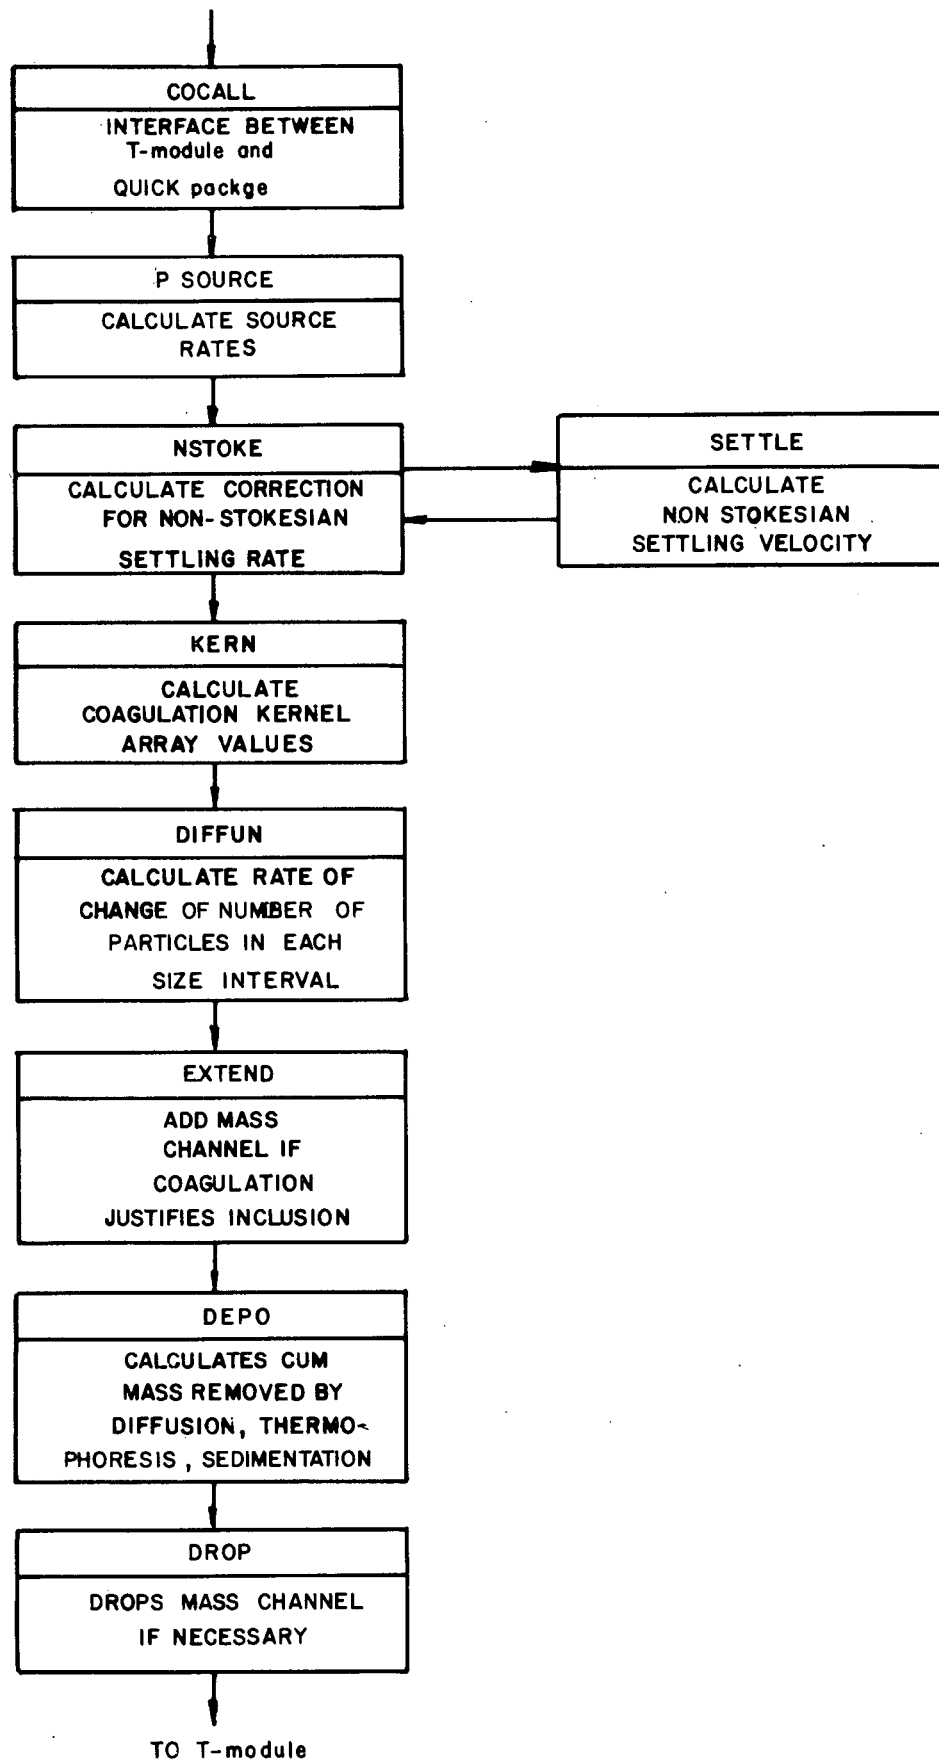 COCALL
INTERFACE BETWEEN
T-module and
QUICK packge
P SOURCE
CALCULATE SOURCE
RATES
NSTOKE
CALCULATE CORRECTION
FOR NON-STOKESIAN
SETTLING RATE
SETTLE
CALCULATE
NON STOKESIAN
SETTLING VELOCITY
KERN
CALCULATE
COAGULATION KERNEL
ARRAY VALUES
DIFFUN
CALCULATE RATE OF
CHANGE OF NUMBER OF
PARTICLES IN EACH
SIZE INTERVAL
EXTEND
ADD MASS
CHANNEL IF
COAGULATION
JUSTIFIES INCLUSION
DEPO
CALCULATES CUM
MASS REMOVED BY
DIFFUSION, THERMO-
PHORESIS, SEDIMENTATION
DROP
DROPS MASS CHANNEL
IF NECESSARY
TO T-module